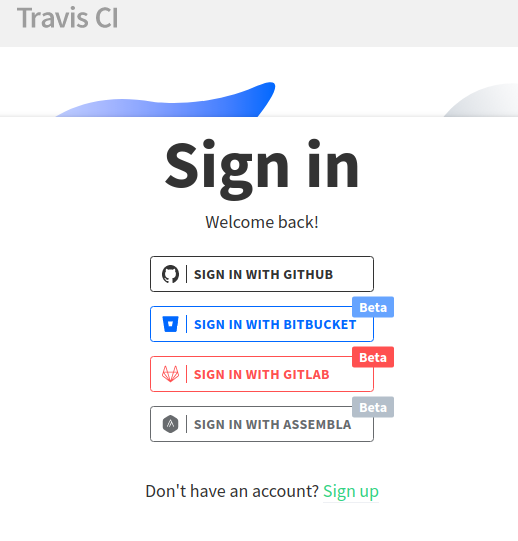 Travis CI
Sign in
Welcome back!
SIGN IN WITH GITHUB
Beta
SIGN IN WITH BITBUCKET
Beta
SIGN IN WITH GITLAB
Beta
SIGN IN WITH ASSEMBLA
Don't have an account? Sign up